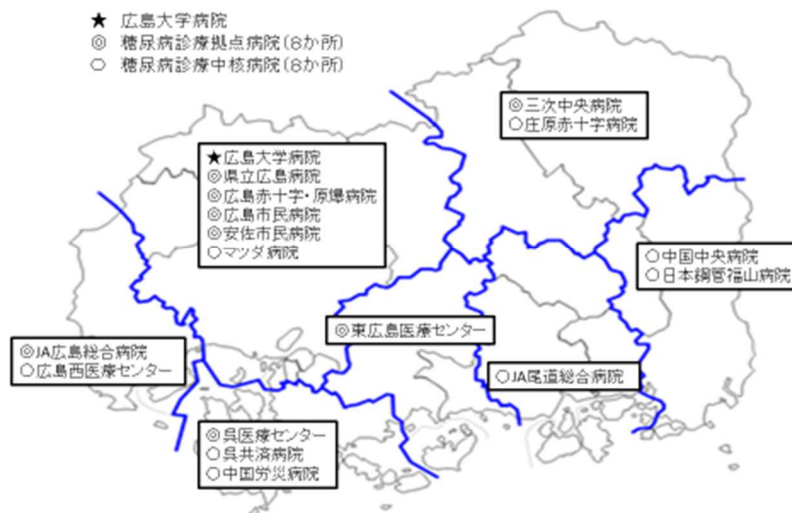 ★ 広島大学病院
◎ 糖尿病診療拠点病院(8か所)
○ 糖尿病診療中核病院(8か所)
◎三次中央病院
○庄原赤十字病院
★広島大学病院
◎県立広島病院
◎広島赤十字・原爆病院
◎広島市民病院
◎安佐市民病院
○マツダ病院
○中国中央病院
○日本鋼管福山病院
◎東広島医療センター
◎JA広島総合病院
○広島西医療センター
○JA尾道総合病院
◎呉医療センター
○呉共済病院
○中国労災病院